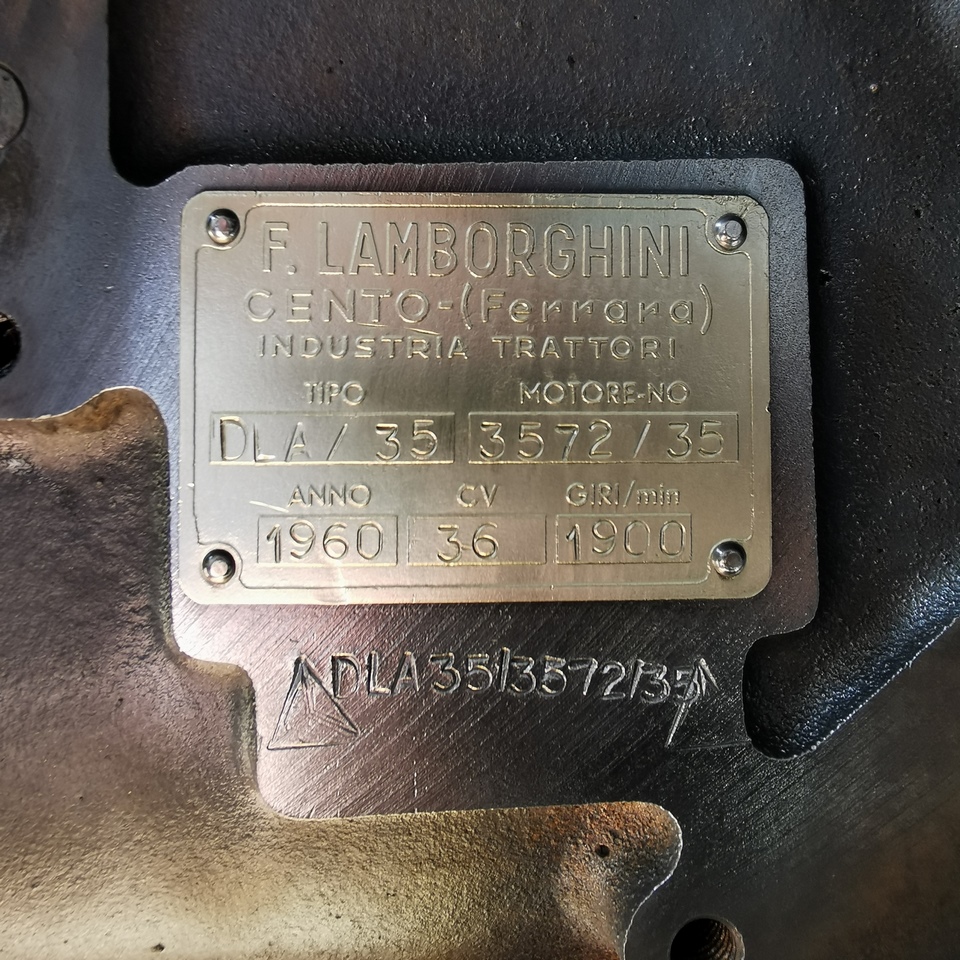 F. LAMBORGHINI
CENTO-(Ferrara)
INDUSTRIA TRATTORI
TIPO MOTORE-NO
DLA/ 35 3572/35
ANNO CV GIRI/min
1960 36 1900
DLA35/3572/35